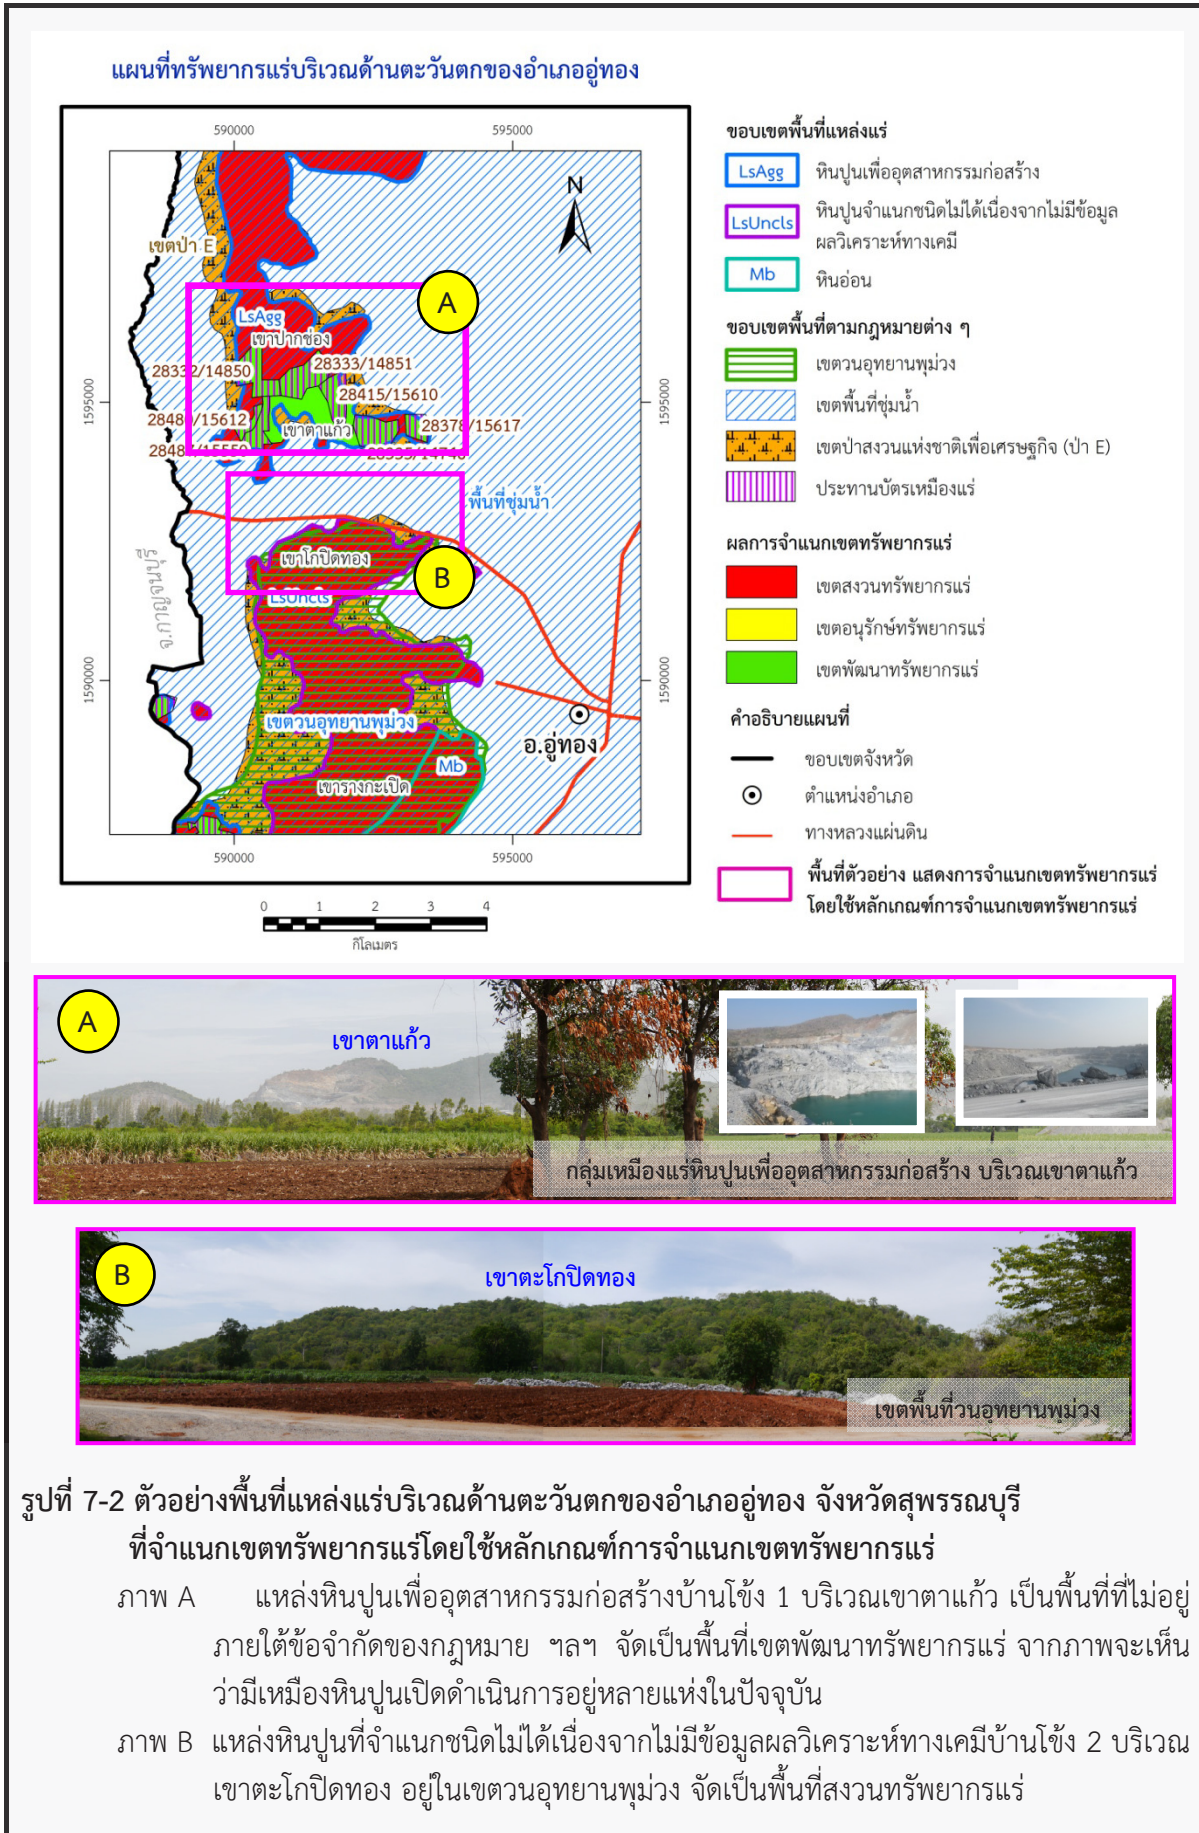 แผนที่ทรัพยากรแร่บริเวณด้านตะวันตกของอำเภออู่ทอง
590000
595000
1595000
1590000
1595000
1590000
590000
595000
N
เขตป่า E
A
LsAgg
เขาปากช่อง
28332/14850
28333/14851
28415/15610
28480/15612
เขาตาแก้ว
28378/15617
พื้นที่ชุ่มน้ำ
เขาโกปิดทอง
B
LsUncls
จ.กาญจนบุรี
เขตวนอุทยานพุม่วง
อ.อู่ทอง
Mb
เขารางกะเปิด
0 1 2 3 4
กิโลเมตร
ขอบเขตพื้นที่แหล่งแร่
LsAgg หินปูนเพื่ออุตสาหกรรมก่อสร้าง
LsUncls หินปูนจำแนกชนิดไม่ได้เนื่องจากไม่มีข้อมูล
ผลวิเคราะห์ทางเคมี
Mb หินอ่อน
ขอบเขตพื้นที่ตามกฎหมายต่าง ๆ
เขตวนอุทยานพุม่วง
เขตพื้นที่ชุ่มน้ำ
เขตป่าสงวนแห่งชาติเพื่อเศรษฐกิจ (ป่า E)
ประทานบัตรเหมืองแร่
ผลการจำแนกเขตทรัพยากรแร่
เขตสงวนทรัพยากรแร่
เขตอนุรักษ์ทรัพยากรแร่
เขตพัฒนาทรัพยากรแร่
คำอธิบายแผนที่
ขอบเขตจังหวัด
ตำแหน่งอำเภอ
ทางหลวงแผ่นดิน
พื้นที่ตัวอย่าง แสดงการจำแนกเขตทรัพยากรแร่
โดยใช้หลักเกณฑ์การจำแนกเขตทรัพยากรแร่
A
เขาตาแก้ว
กลุ่มเหมืองแร่หินปูนเพื่ออุตสาหกรรมก่อสร้าง บริเวณเขาตาแก้ว
B
เขาตะโกปิดทอง
เขตพื้นที่วนอุทยานพุม่วง
รูปที่ 7-2 ตัวอย่างพื้นที่แหล่งแร่บริเวณด้านตะวันตกของอำเภออู่ทอง จังหวัดสุพรรณบุรี
ที่จำแนกเขตทรัพยากรแร่โดยใช้หลักเกณฑ์การจำแนกเขตทรัพยากรแร่
ภาพ A แหล่งหินปูนเพื่ออุตสาหกรรมก่อสร้างบ้านโข้ง 1 บริเวณเขาตาแก้ว เป็นพื้นที่ที่ไม่อยู่
ภายใต้ข้อจำกัดของกฎหมาย ฯลฯ จัดเป็นพื้นที่เขตพัฒนาทรัพยากรแร่ จากภาพจะเห็น
ว่ามีเหมืองหินปูนเปิดดำเนินการอยู่หลายแห่งในปัจจุบัน
ภาพ B แหล่งหินปูนที่จำแนกชนิดไม่ได้เนื่องจากไม่มีข้อมูลผลวิเคราะห์ทางเคมีบ้านโข้ง 2 บริเวณ
เขาตะโกปิดทอง อยู่ในเขตวนอุทยานพุม่วง จัดเป็นพื้นที่สงวนทรัพยากรแร่